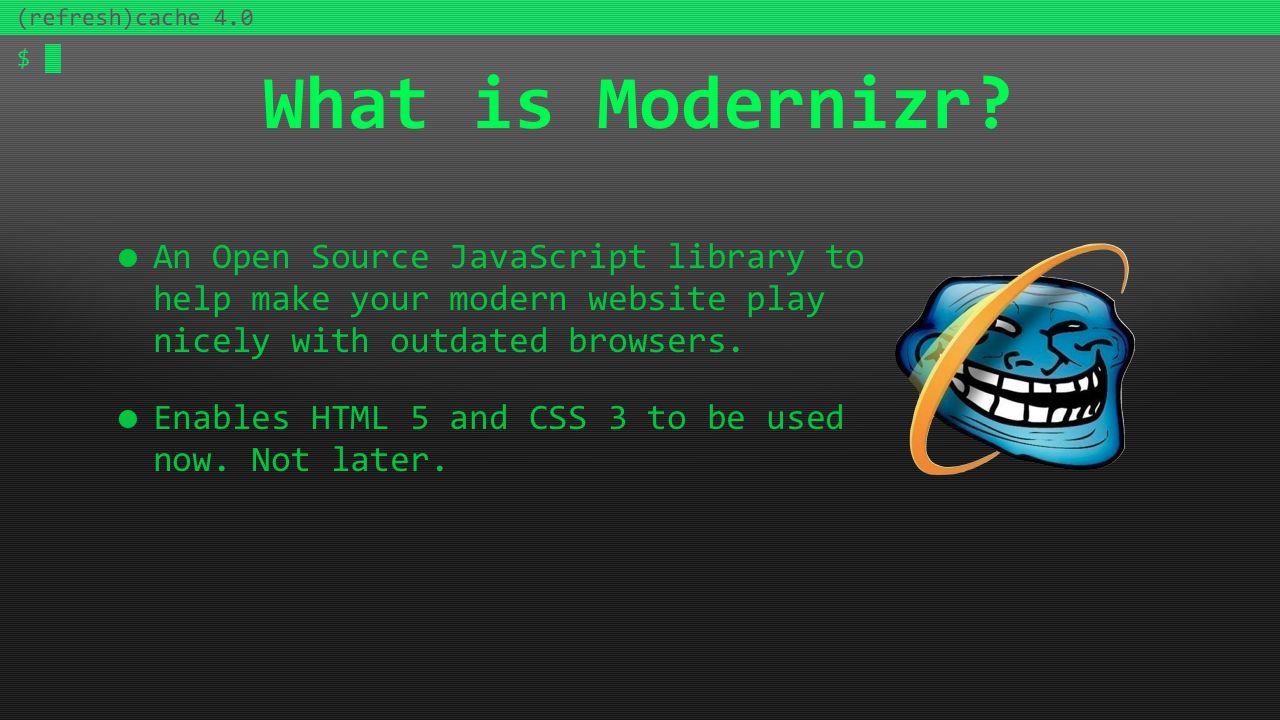 (refresh)cache 4.0
$
What is Modernizr?
● An Open Source JavaScript library to
help make your modern website play
nicely with outdated browsers.
● Enables HTML 5 and CSS 3 to be used
now. Not later.